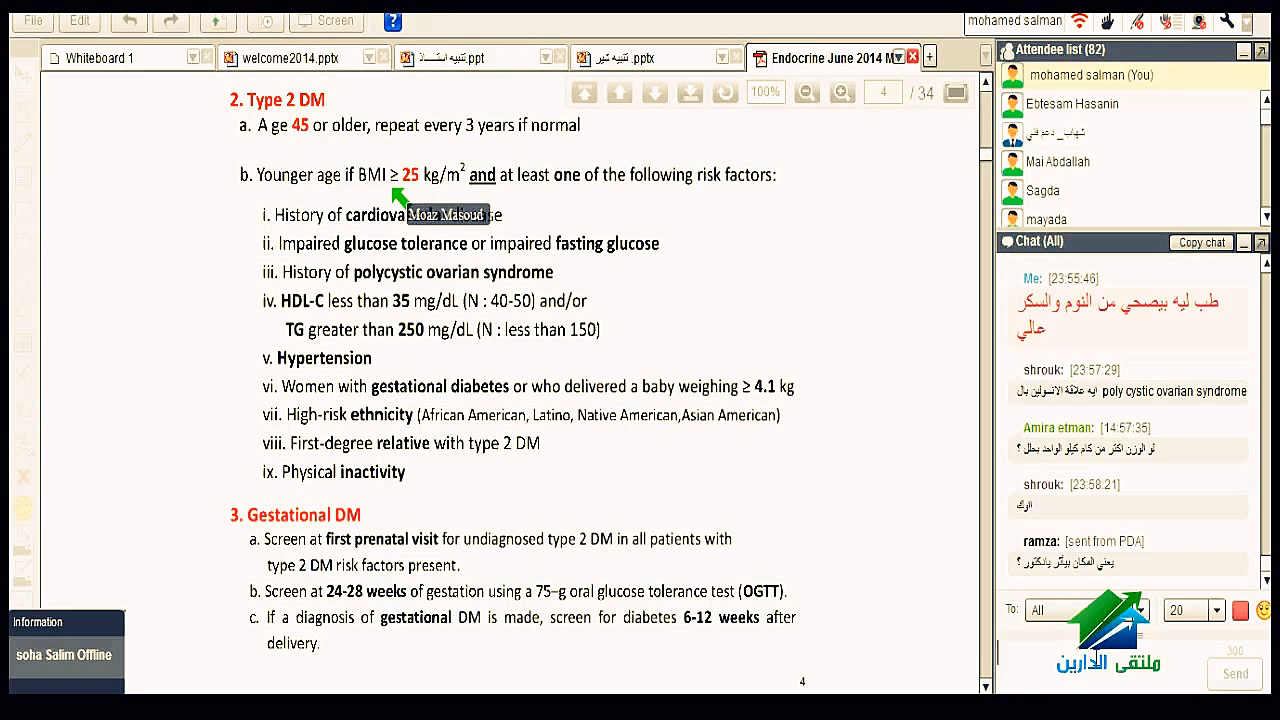 File Edit Screen ? mohamed salman
Whiteboard 1 welcome2014.pptx تنبيه استـــاذ.ppt تنبيه نير.pptx Endocrine June 2014 M
100% 4 / 34
2. Type 2 DM
a. A ge 45 or older, repeat every 3 years if normal
b. Younger age if BMI ≥ 25 kg/m² and at least one of the following risk factors:
Moaz Masoud
i. History of cardiova se
ii. Impaired glucose tolerance or impaired fasting glucose
iii. History of polycystic ovarian syndrome
iv. HDL-C less than 35 mg/dL (N : 40-50) and/or
TG greater than 250 mg/dL (N : less than 150)
v. Hypertension
vi. Women with gestational diabetes or who delivered a baby weighing ≥ 4.1 kg
vii. High-risk ethnicity (African American, Latino, Native American,Asian American)
viii. First-degree relative with type 2 DM
ix. Physical inactivity
3. Gestational DM
a. Screen at first prenatal visit for undiagnosed type 2 DM in all patients with
type 2 DM risk factors present.
b. Screen at 24-28 weeks of gestation using a 75–g oral glucose tolerance test (OGTT).
c. If a diagnosis of gestational DM is made, screen for diabetes 6-12 weeks after
delivery.
4
Information
soha Salim Offline
Attendee list (82)
mohamed salman (You)
Ebtesam Hasanin
شهاب_ دعم فني
Mai Abdallah
Sagda
mayada
Chat (All) Copy chat
Me: [23:55:46]
طب ليه بيصحي من النوم والسكر
عالي
shrouk: [23:57:29]
ايه علاقة الانسولين بال poly cystic ovarian syndrome
Amira etman: [14:57:35]
لو الوزن اكتر من كام كيلو الواحد يحلل ؟
shrouk: [23:58:21]
ااوك
ramza: [sent from PDA]
يعني المكان بيأثر يادكتور ؟
To: All 20
ملتقى الدارين
300
Send